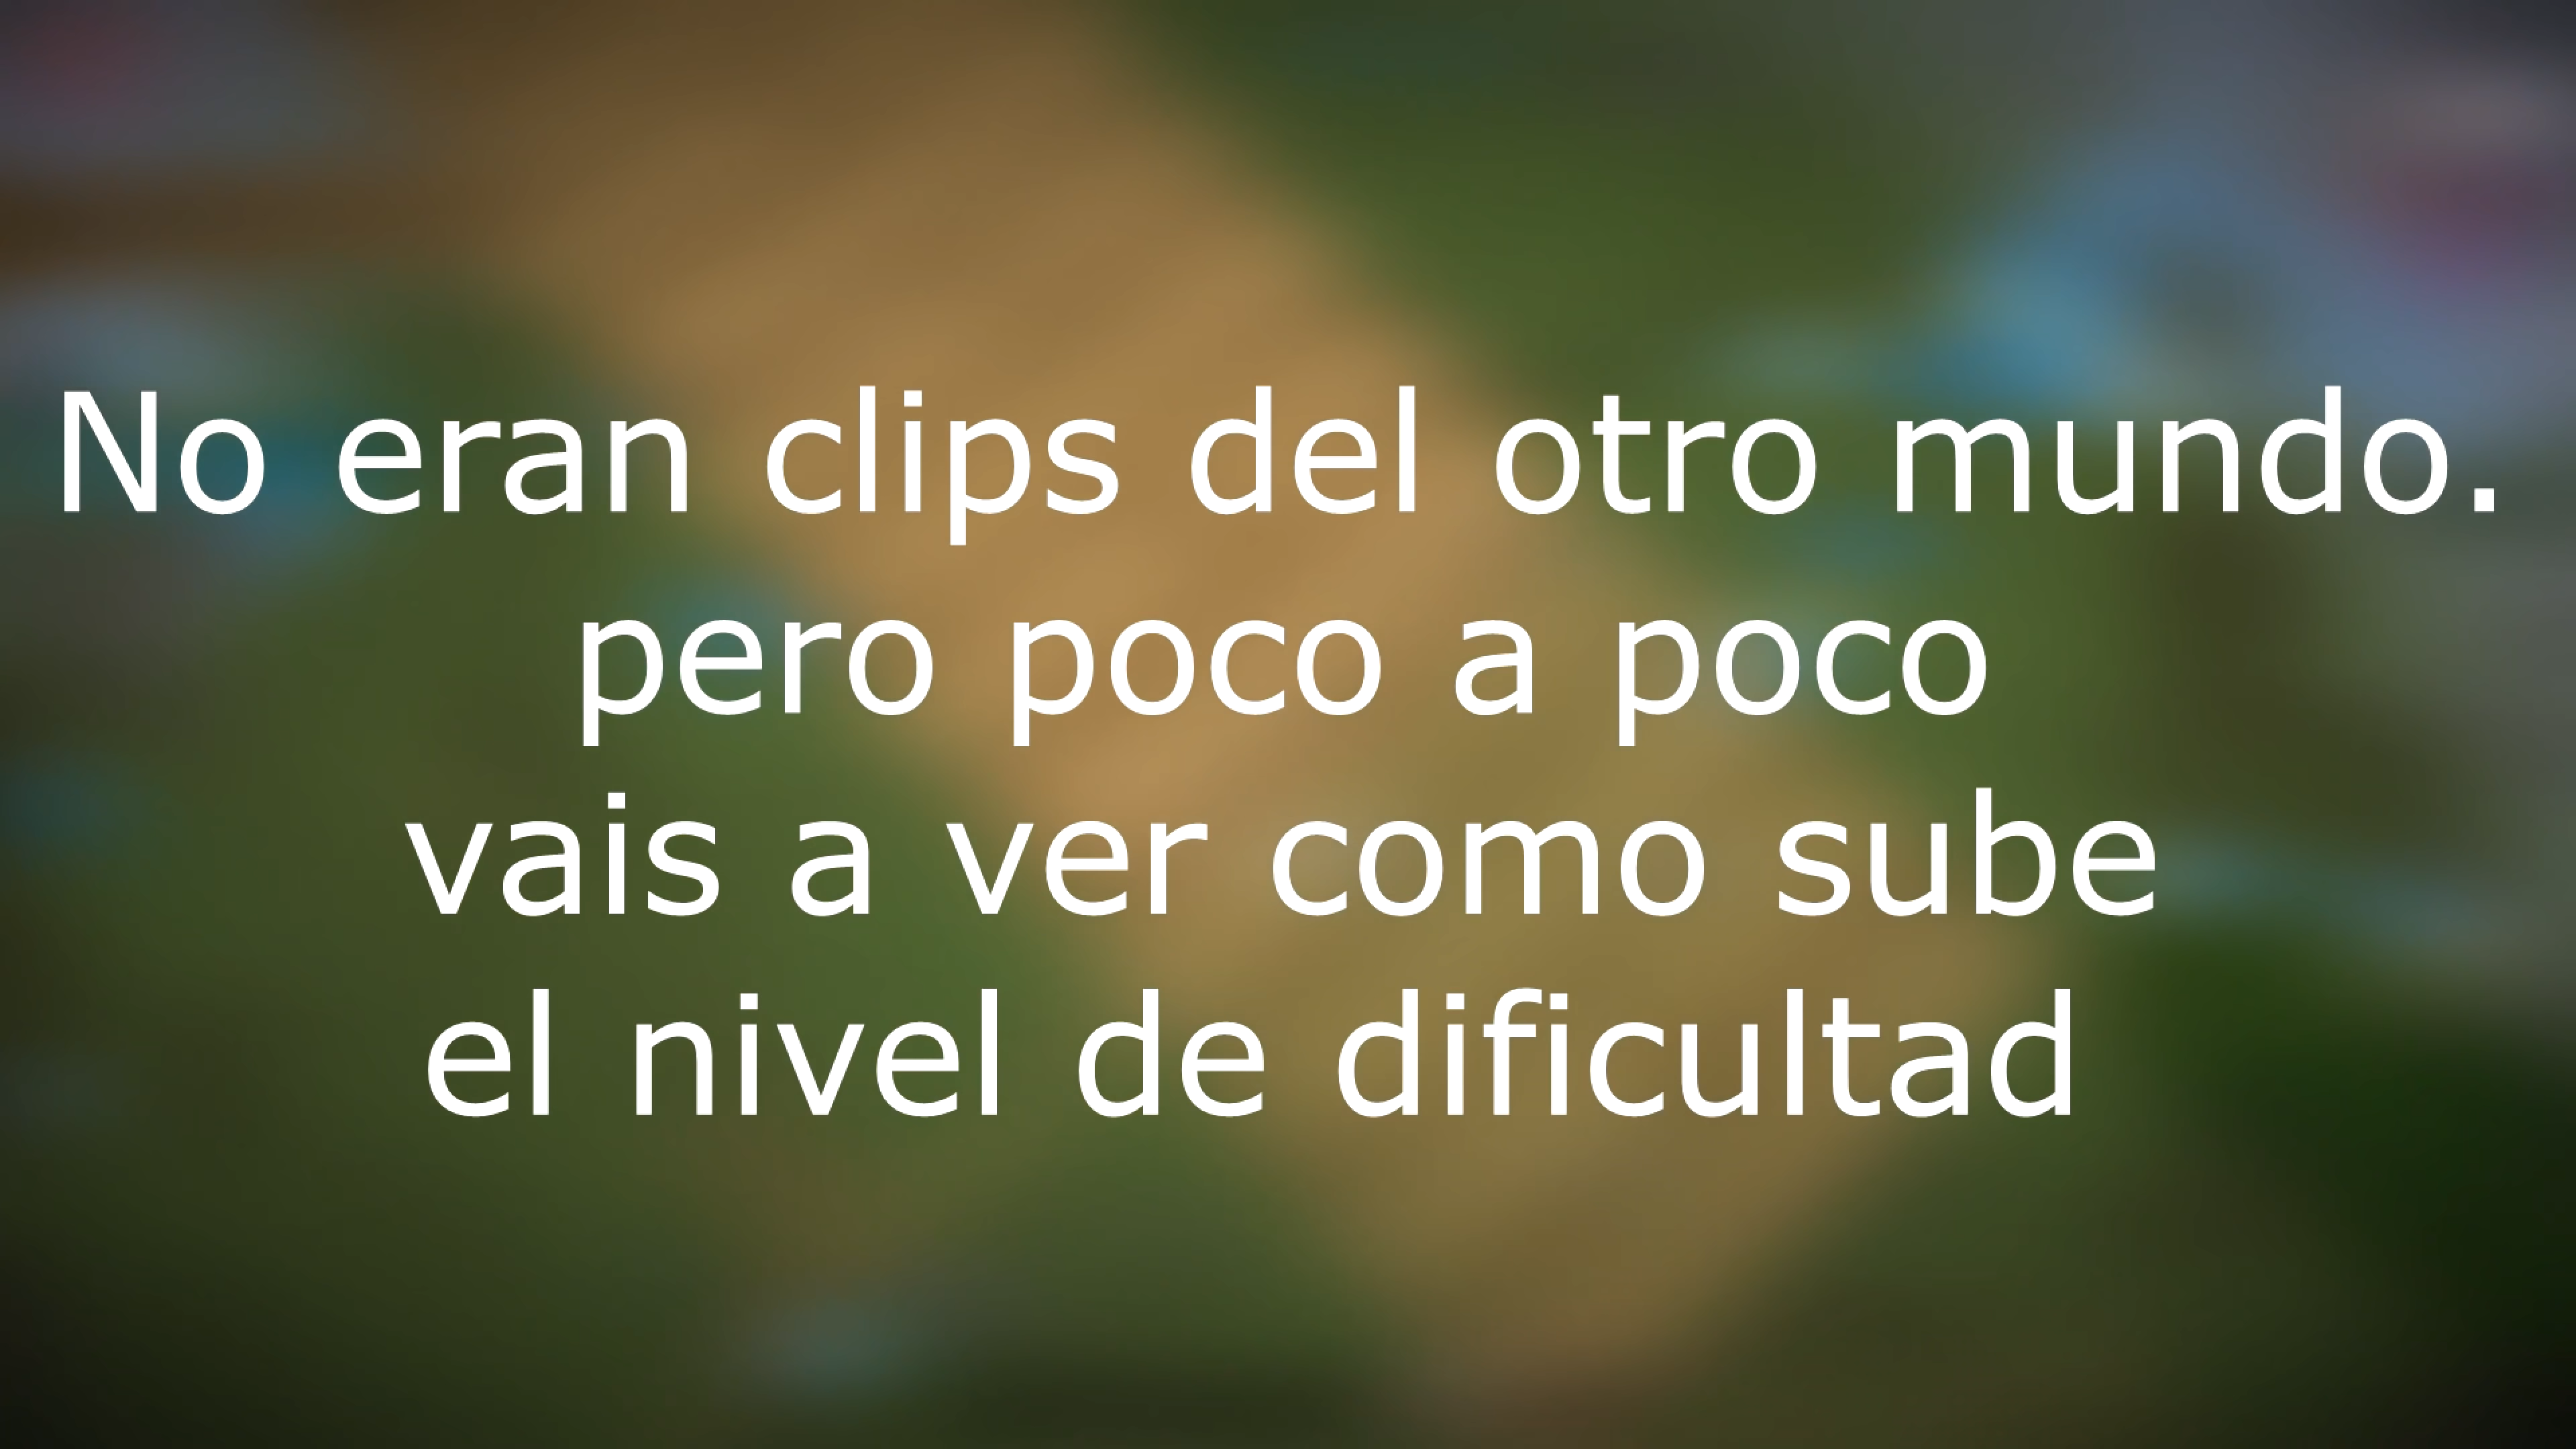 No eran clips del otro mundo.
pero poco a poco
vais a ver como sube
el nivel de dificultad